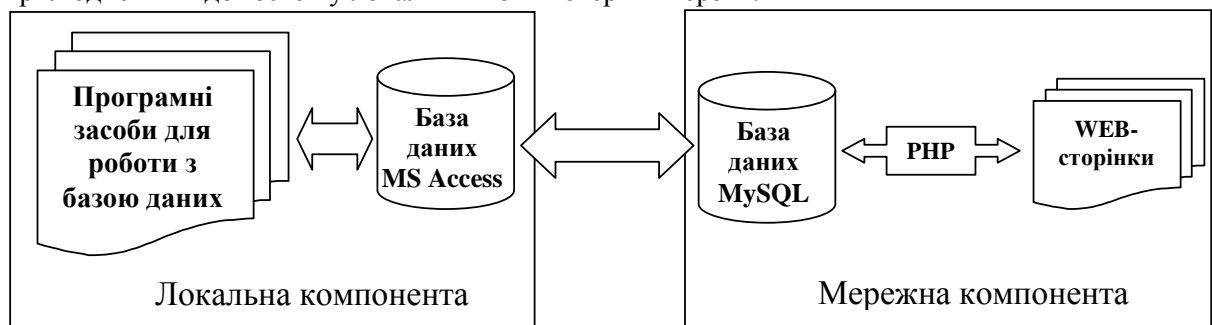 Програмні
засоби для
роботи з
базою даних
База
даних
MS Access
База
даних
MySQL
PHP
WEB-
сторінки
Локальна компонента
Мережна компонента